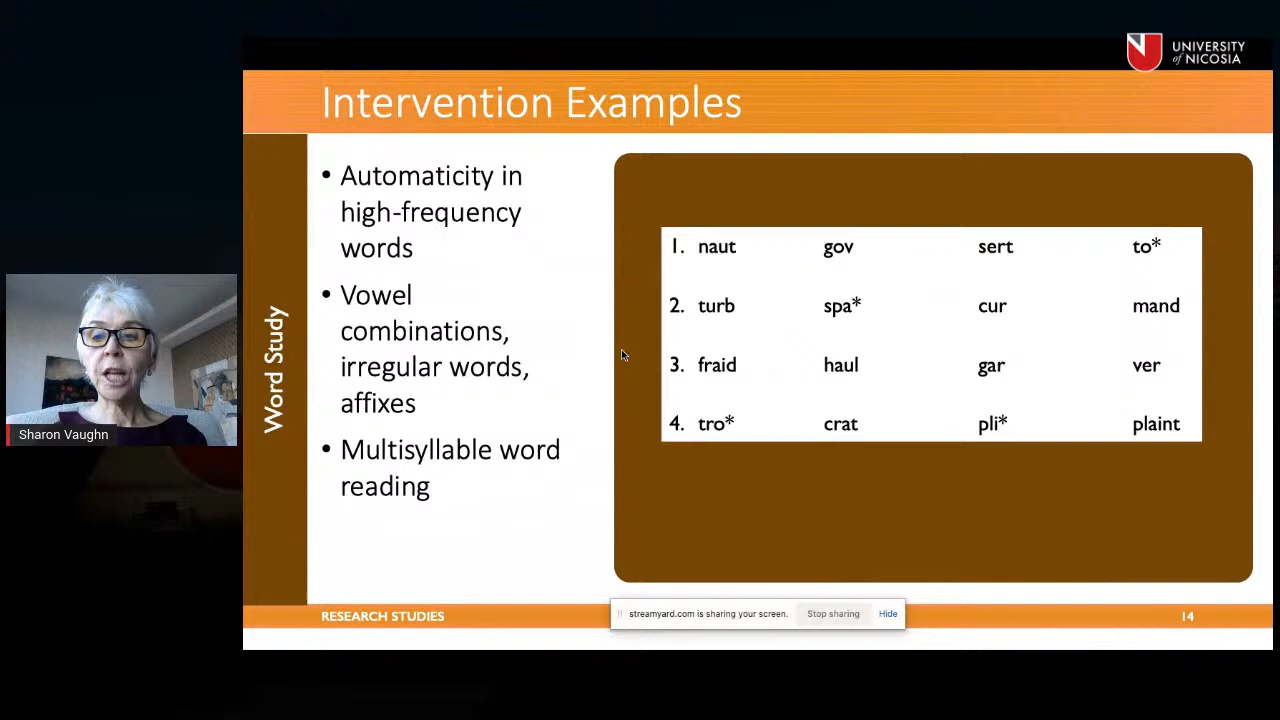 UNIVERSITY
of NICOSIA
Intervention Examples
Word Study
• Automaticity in
high-frequency
words
• Vowel
combinations,
irregular words,
affixes
• Multisyllable word
reading
1. naut gov sert to*
2. turb spa* cur mand
3. fraid haul gar ver
4. tro* crat pli* plaint
Sharon Vaughn
RESEARCH STUDIES
streamyard.com is sharing your screen. Stop sharing Hide
14